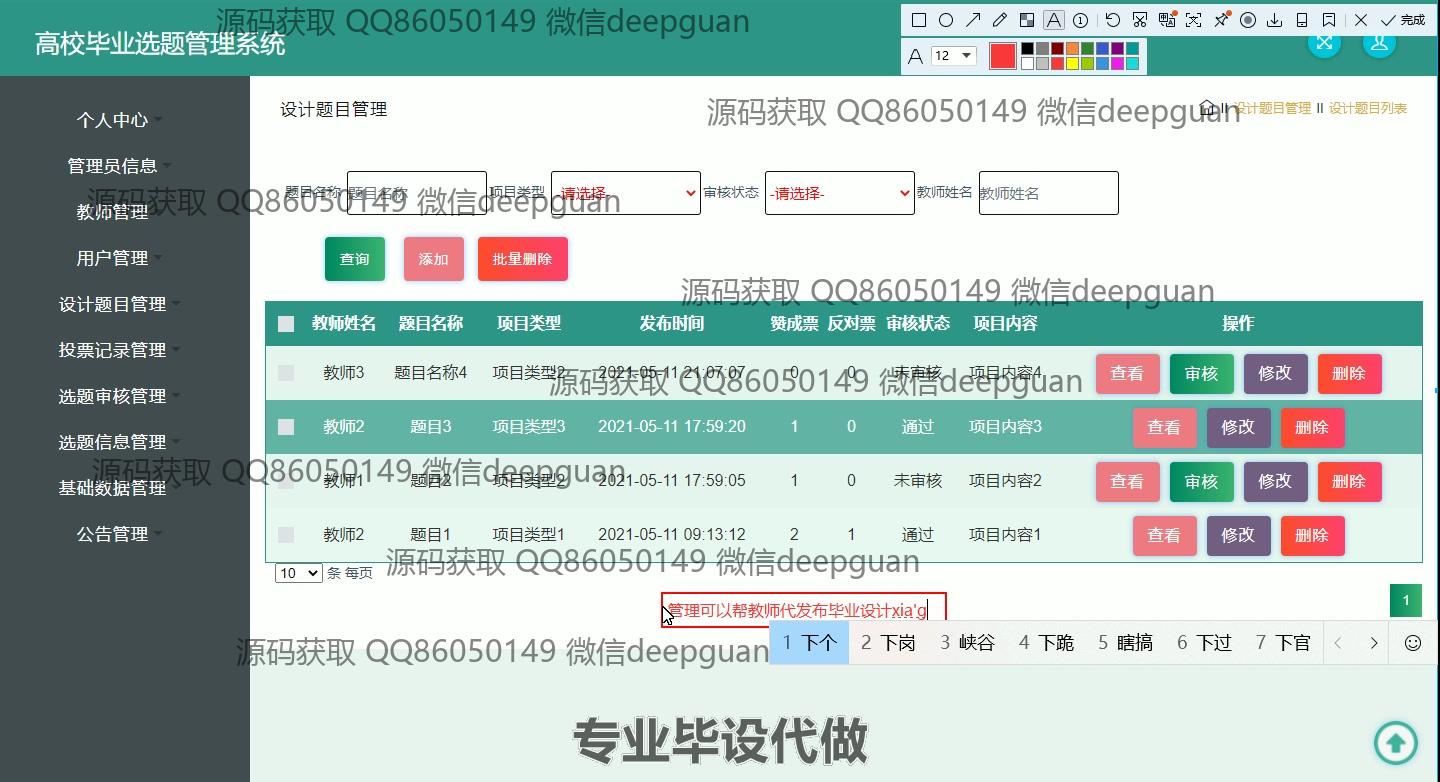 源码获取 QQ86050149 微信deepguan
高校毕业选题管理系统
完成
A 12
个人中心
管理员信息
教师管理
用户管理
设计题目管理
投票记录管理
选题审核管理
选题信息管理
基础数据管理
公告管理
设计题目管理
源码获取 QQ86050149 微信deepguan
设计题目管理 II 设计题目列表
题目名称 题目名称 项目类型 -请选择- 审核状态 -请选择- 教师姓名 教师姓名
源码获取 QQ86050149 微信deepguan
查询 添加 批量删除
源码获取 QQ86050149 微信deepguan
教师姓名 题目名称 项目类型 发布时间 赞成票 反对票 审核状态 项目内容 操作
教师3 题目名称4 项目类型2 2021-05-11 21:07:07 0 0 未审核 项目内容4 查看 审核 修改 删除
源码获取 QQ86050149 微信deepguan
教师2 题目3 项目类型3 2021-05-11 17:59:20 1 0 通过 项目内容3 查看 修改 删除
源码获取 QQ86050149 微信deepguan
教师1 题目2 项目类型2 2021-05-11 17:59:05 1 0 未审核 项目内容2 查看 审核 修改 删除
教师2 题目1 项目类型1 2021-05-11 09:13:12 2 1 通过 项目内容1 查看 修改 删除
源码获取 QQ86050149 微信deepguan
10 条 每页
1
管理可以帮教师代发布毕业设计xia'g
1 下个 2 下岗 3 峡谷 4 下跪 5 瞎搞 6 下过 7 下官
源码获取 QQ86050149 微信deepguan
专业毕设代做